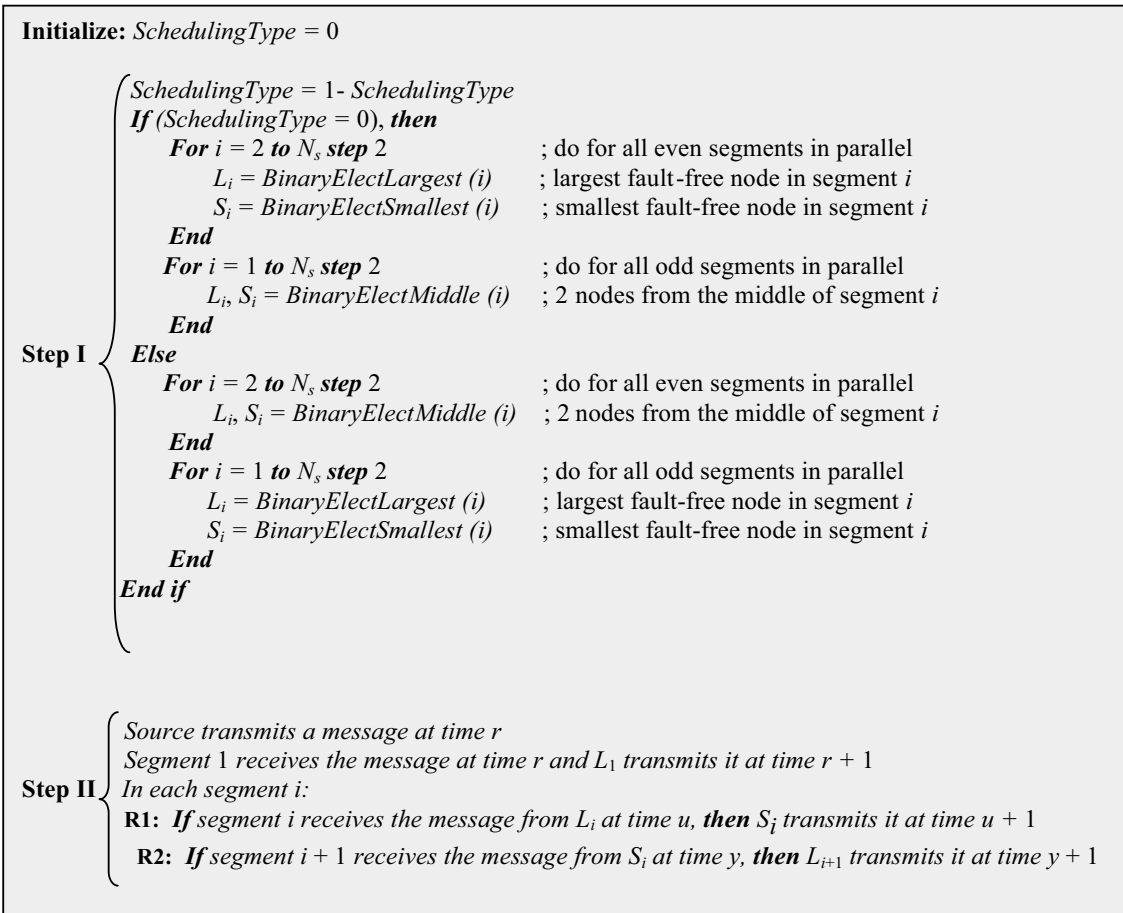 Initialize: SchedulingType = 0
SchedulingType = 1- SchedulingType
If (SchedulingType = 0), then
For i = 2 to Ns step 2 ; do for all even segments in parallel
Li = BinaryElectLargest (i) ; largest fault-free node in segment i
Si = BinaryElectSmallest (i) ; smallest fault-free node in segment i
End
For i = 1 to Ns step 2 ; do for all odd segments in parallel
Li, Si = BinaryElectMiddle (i) ; 2 nodes from the middle of segment i
End
Step I Else
For i = 2 to Ns step 2 ; do for all even segments in parallel
Li, Si = BinaryElectMiddle (i) ; 2 nodes from the middle of segment i
End
For i = 1 to Ns step 2 ; do for all odd segments in parallel
Li = BinaryElectLargest (i) ; largest fault-free node in segment i
Si = BinaryElectSmallest (i) ; smallest fault-free node in segment i
End
End if
Source transmits a message at time r
Segment 1 receives the message at time r and L1 transmits it at time r + 1
Step II In each segment i:
R1: If segment i receives the message from Li at time u, then Si transmits it at time u + 1
R2: If segment i + 1 receives the message from Si at time y, then Li+1 transmits it at time y + 1